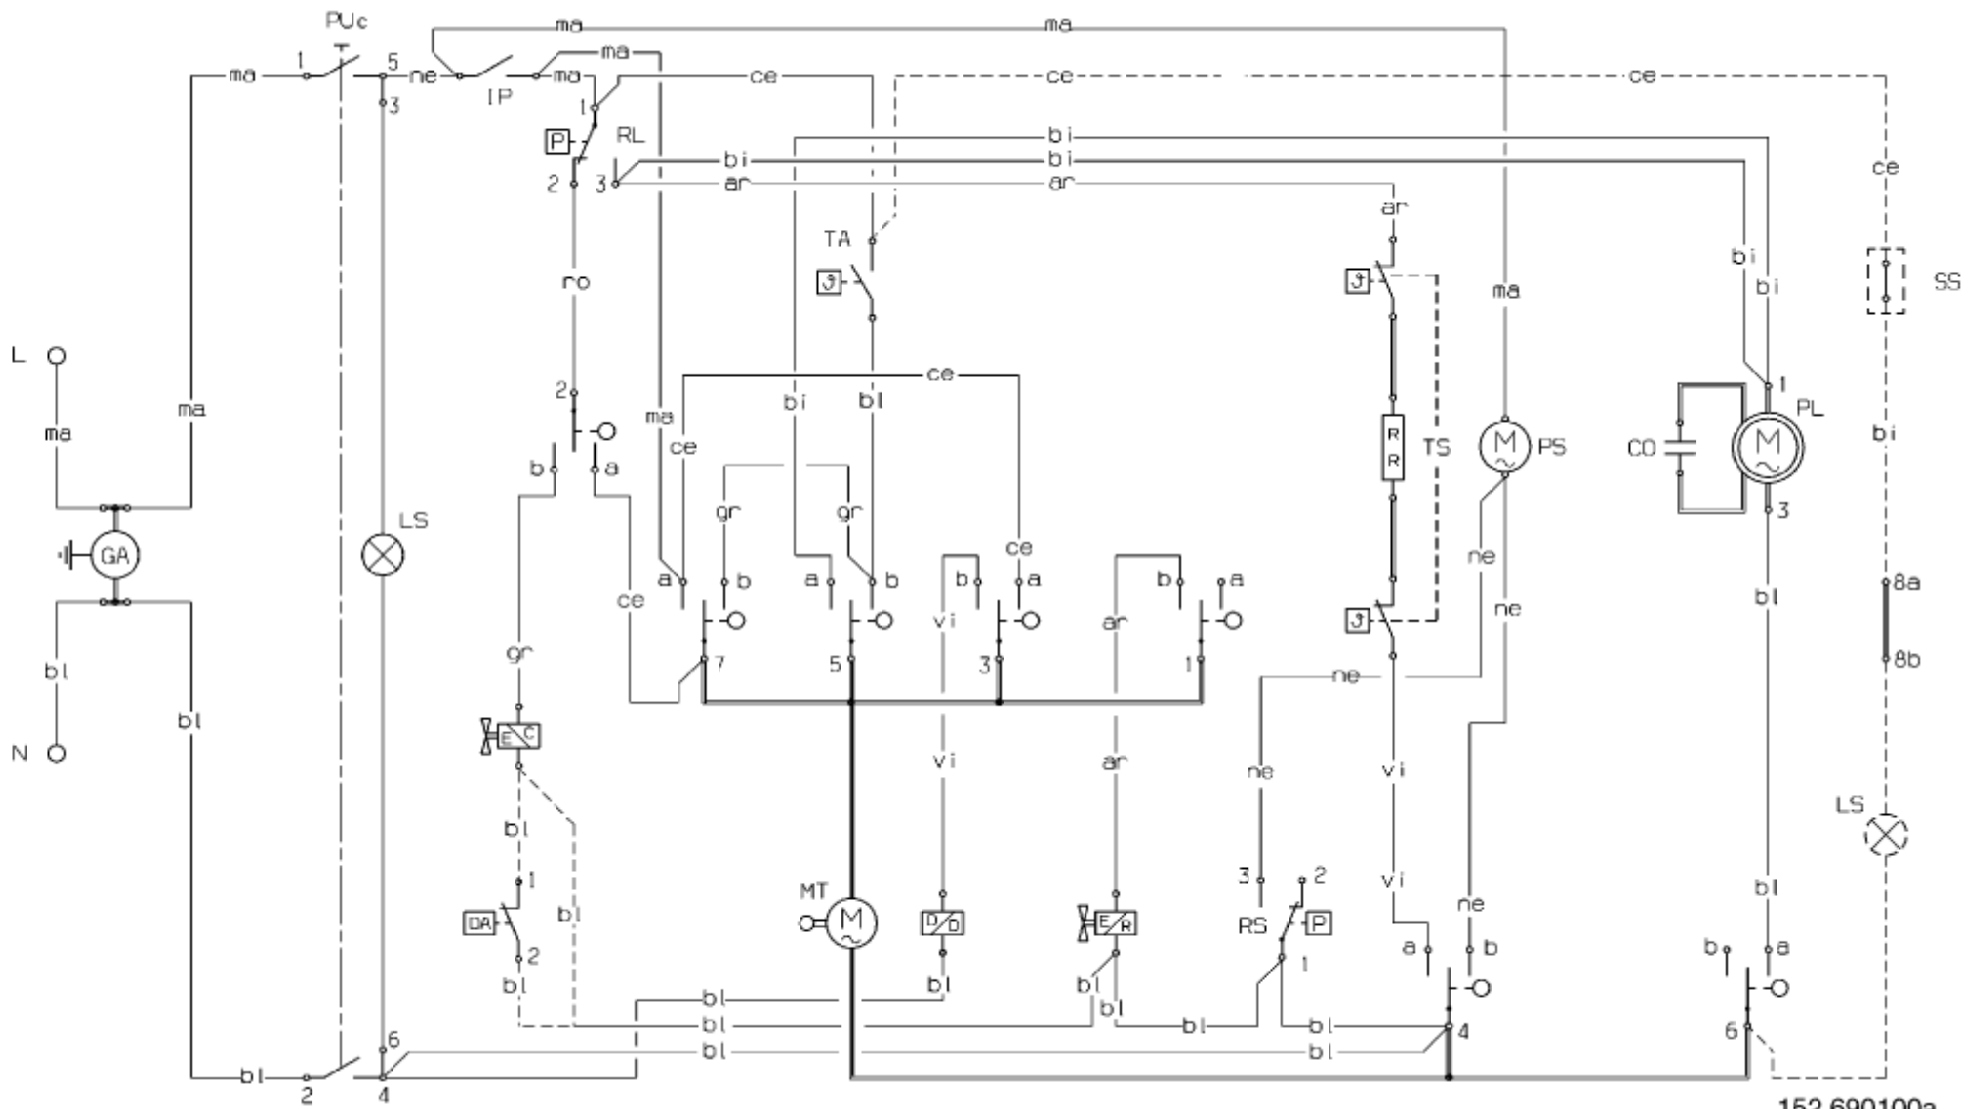 PUc
ma ma
1 5 ma
ma ne ma ce ce ce
IP
3 1
P RL bi
bi bi
2 3 ar ar
ce
ar
TA
bi
ro ϑ ϑ ma bi SS
L
2 ce 1
ma ma ma bi bl PL
ce R R TS M PS CO M bi
b a
gr gr 3
LS ne
GA ce
a b a b b a b a 8a
ce bl
vi ar ϑ ne
gr 7 5 3 1 8b
bl ne
bl
E C
N vi ar ne vi
LS
bl
1 3 2 vi bl
MT ne
DA bl M D/D E/R RS P
2 a b b a
bl bl bl bl 1
bl
bl bl bl 4 6
6 bl bl
bl
2 4
152.690100a